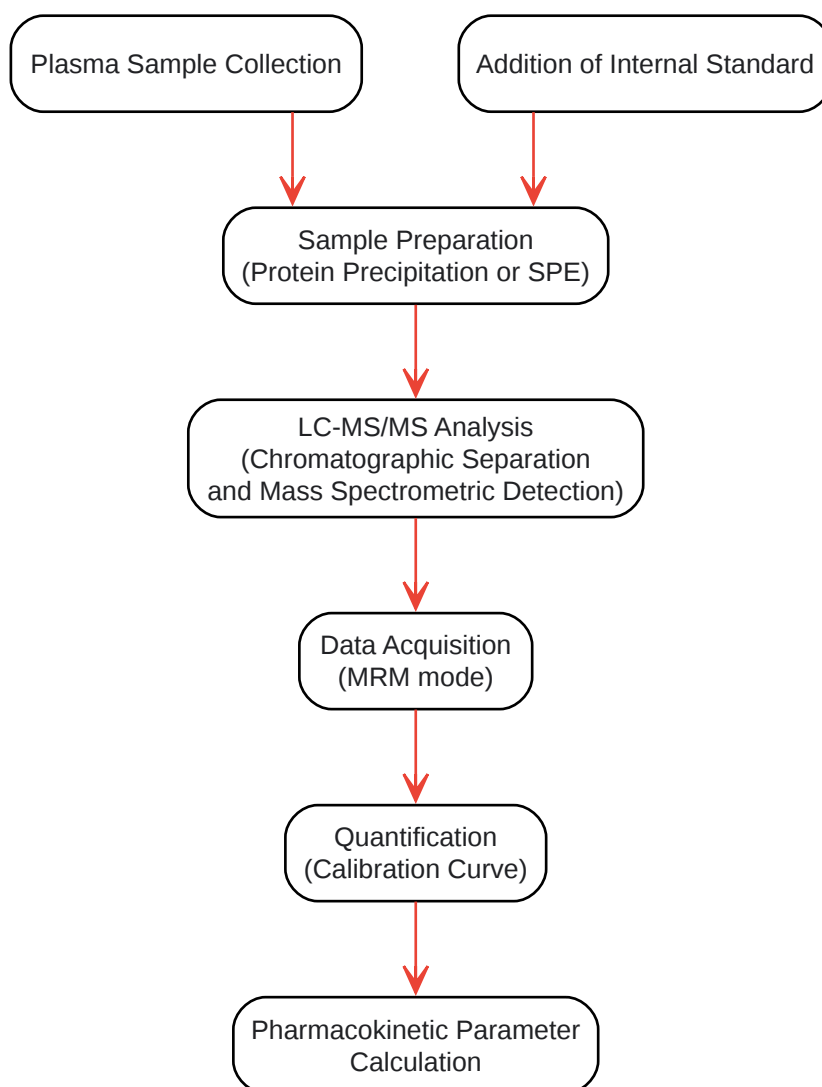 Plasma Sample Collection
Addition of Internal Standard
Sample Preparation
(Protein Precipitation or SPE)
LC-MS/MS Analysis
(Chromatographic Separation
and Mass Spectrometric Detection)
Data Acquisition
(MRM mode)
Quantification
(Calibration Curve)
Pharmacokinetic Parameter
Calculation